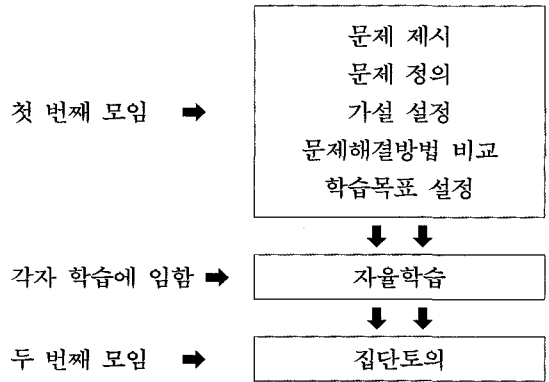 문제 제시
문제 정의
첫 번째 모임 ➡ 가설 설정
문제해결방법 비교
학습목표 설정
각자 학습에 임함 ➡ 자율학습
두 번째 모임 ➡ 집단토의